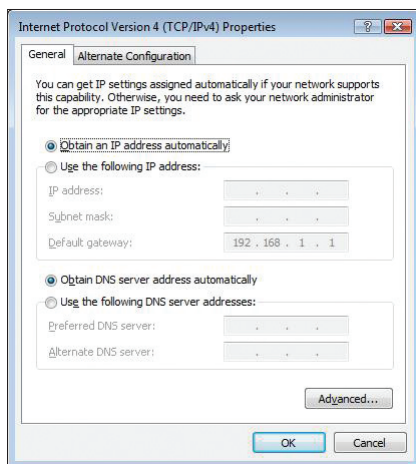 Internet Protocol Version 4 (TCP/IPv4) Properties
General
Alternate Configuration
You can get IP settings assigned automatically if your network supports
this capability. Otherwise, you need to ask your network administrator
for the appropriate IP settings.
Obtain an IP address automatically
Use the following IP address:
IP address: . . .
Subnet mask: . . .
Default gateway: 192 . 168 . 1 . 1
Obtain DNS server address automatically
Use the following DNS server addresses:
Preferred DNS server: . . .
Alternate DNS server: . . .
Advanced...
OK
Cancel